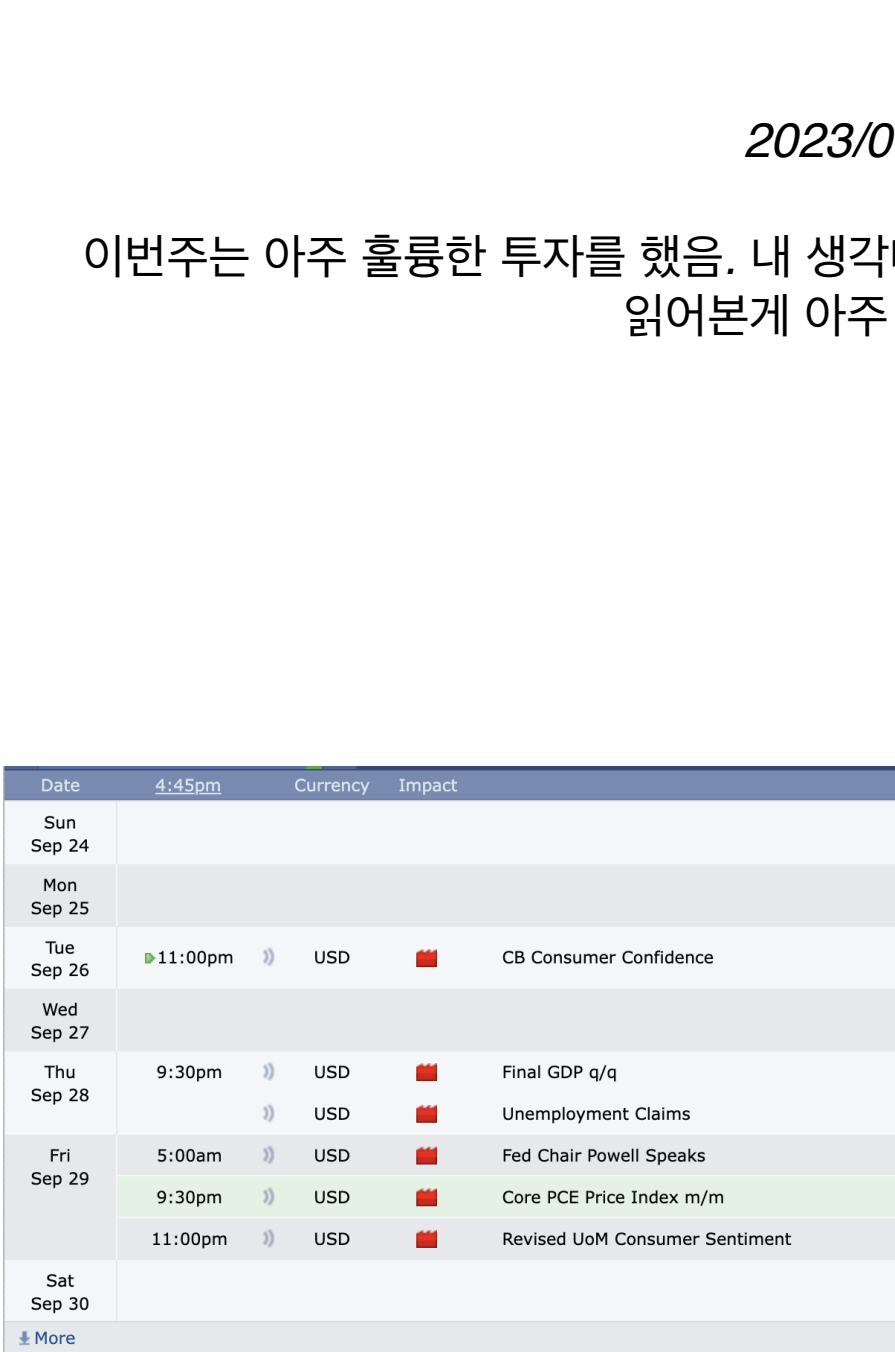 2023/0
이번주는 아주 훌륭한 투자를 했음. 내 생각
읽어본게 아주
Date 4:45pm Currency Impact
Sun
Sep 24
Mon
Sep 25
Tue
Sep 26
11:00pm USD CB Consumer Confidence
Wed
Sep 27
Thu
Sep 28
9:30pm USD Final GDP q/q
USD Unemployment Claims
Fri
Sep 29
5:00am USD Fed Chair Powell Speaks
9:30pm USD Core PCE Price Index m/m
11:00pm USD Revised UoM Consumer Sentiment
Sat
Sep 30
More